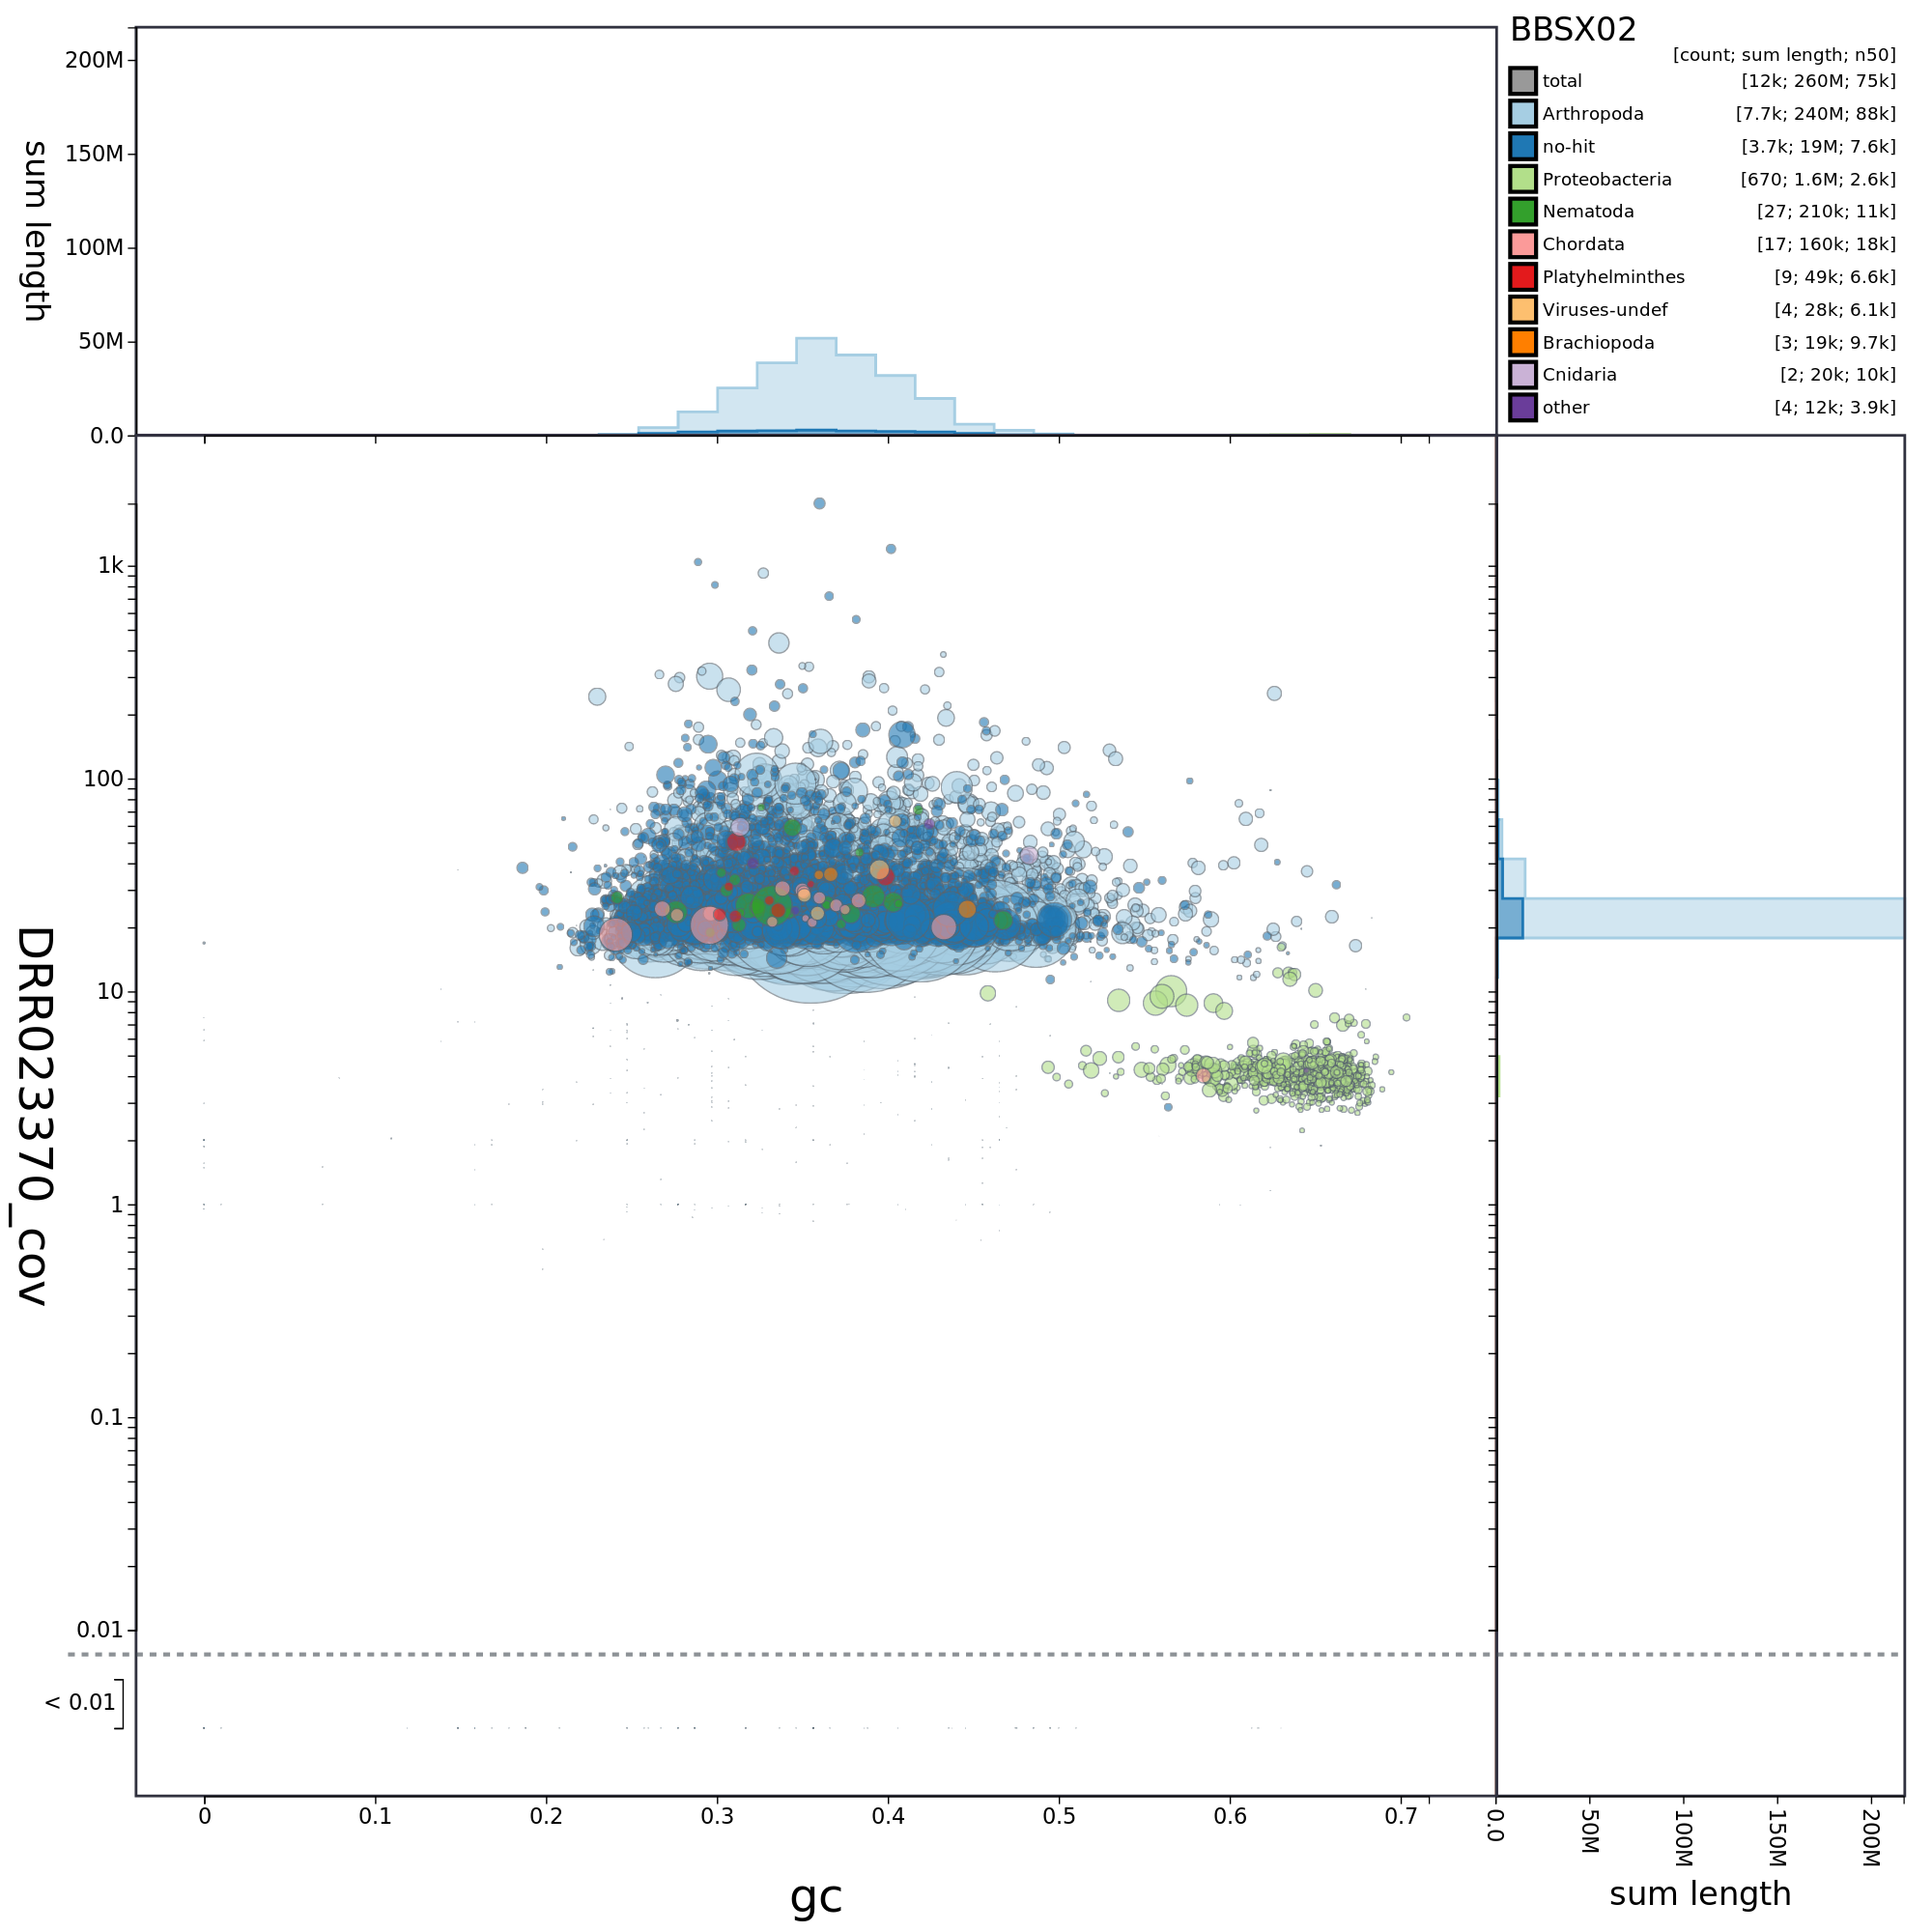 BBSX02
[count; sum length; n50]
total [12k; 260M; 75k]
Arthropoda [7.7k; 240M; 88k]
no-hit [3.7k; 19M; 7.6k]
Proteobacteria [670; 1.6M; 2.6k]
Nematoda [27; 210k; 11k]
Chordata [17; 160k; 18k]
Platyhelminthes [9; 49k; 6.6k]
Viruses-undef [4; 28k; 6.1k]
Brachiopoda [3; 19k; 9.7k]
Cnidaria [2; 20k; 10k]
other [4; 12k; 3.9k]
sum length
200M
150M
100M
50M
0.0
DRR023370_cov
1k
100
10
1
0.1
0.01
< 0.01
0 0.1 0.2 0.3 0.4 0.5 0.6 0.7
gc
0.0 50M 100M 150M 200M
sum length